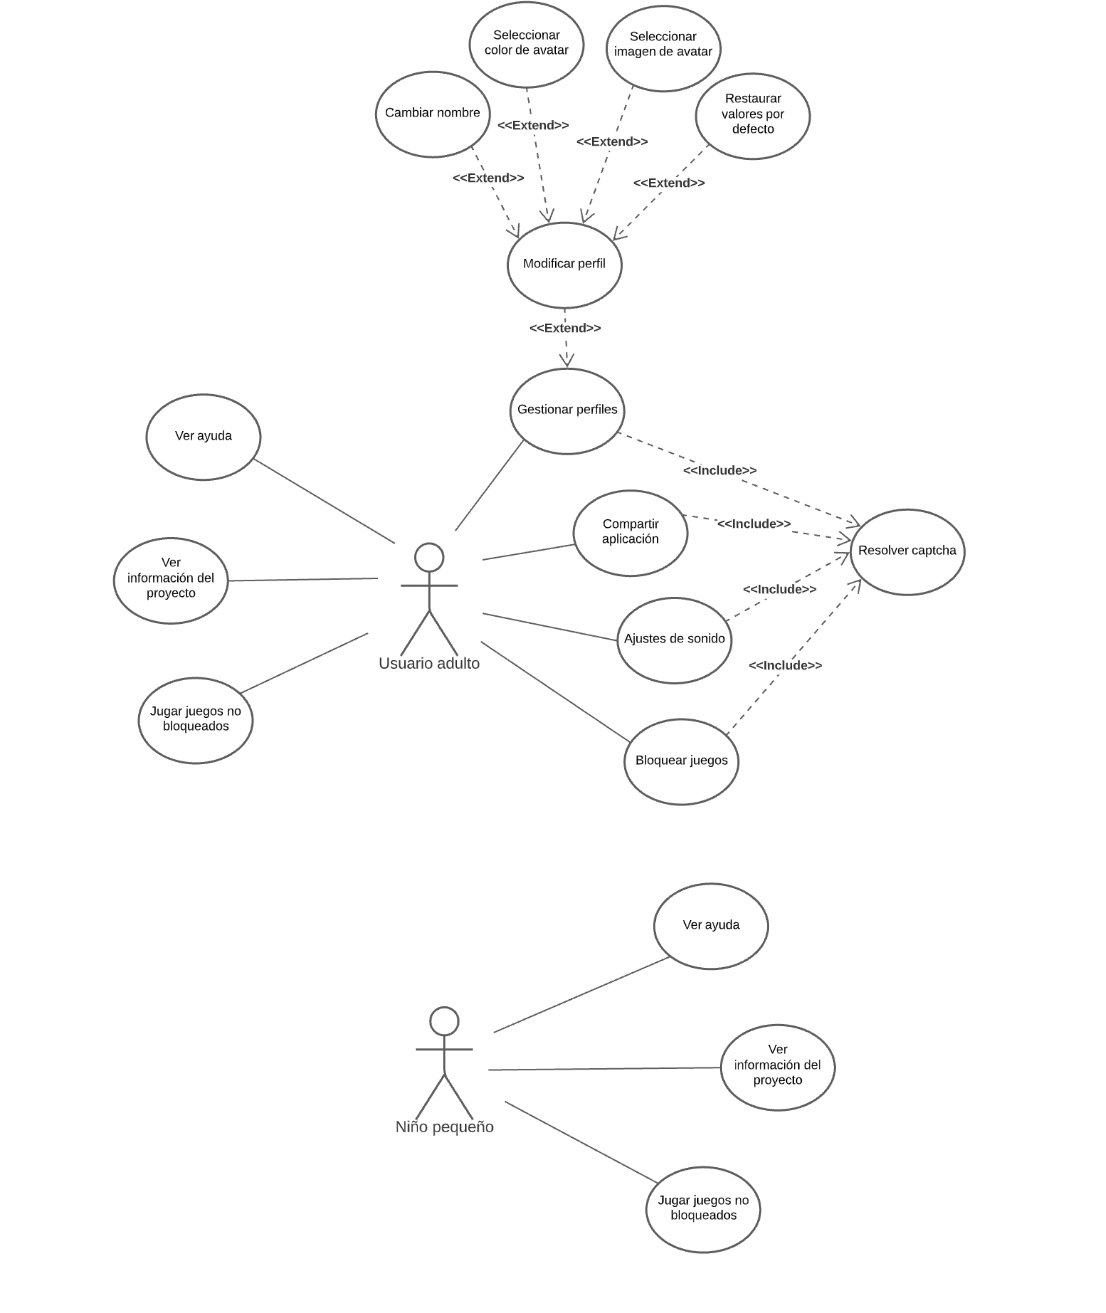 Seleccionar
color de avatar
Seleccionar
imagen de avatar
Cambiar nombre
Restaurar
valores por
defecto
<<Extend>>
<<Extend>>
<<Extend>>
<<Extend>>
Modificar perfil
<<Extend>>
Gestionar perfiles
Ver ayuda
<<Include>>
Compartir
aplicación
<<Include>>
Resolver captcha
Ver
información del
proyecto
<<Include>>
Ajustes de sonido
Usuario adulto
<<Include>>
Jugar juegos no
bloqueados
Bloquear juegos
Ver ayuda
Ver
información del
proyecto
Niño pequeño
Jugar juegos no
bloqueados